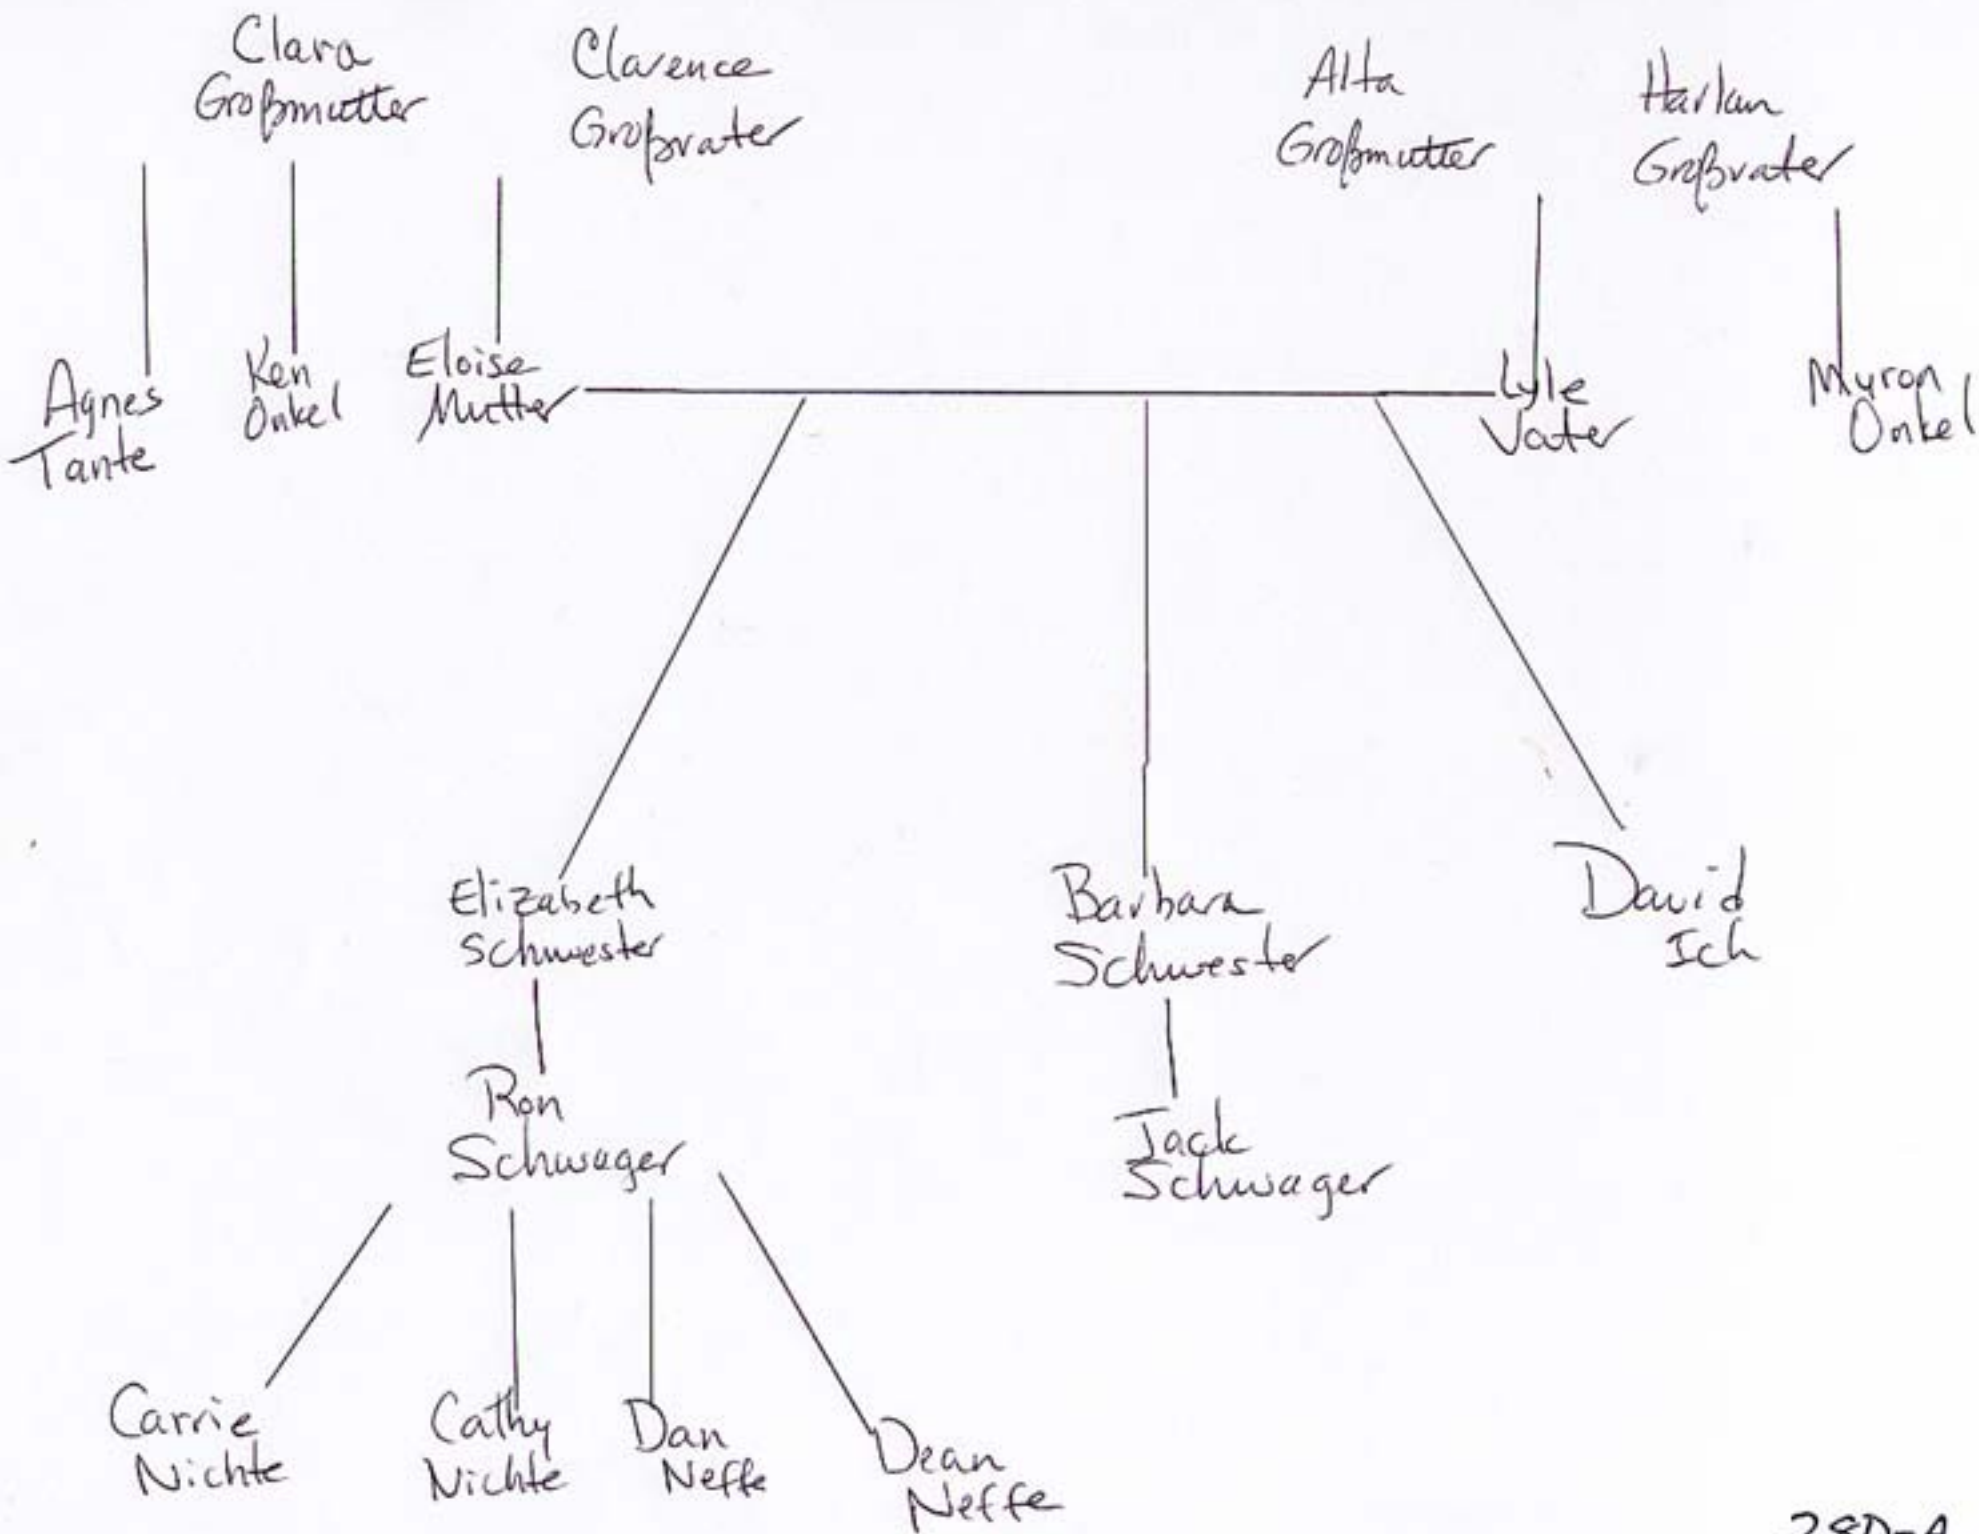 Clara
Großmutter
Clarence
Großvater
Alta
Großmutter
Harlan
Großvater
Agnes
Tante
Ken
Onkel
Eloise
Mutter
Lyle
Vater
Myron
Onkel
Elizabeth
Schwester
Barbara
Schwester
David
Ich
Ron
Schwager
Jack
Schwager
Carrie
Nichte
Cathy
Nichte
Dan
Neffe
Dean
Neffe